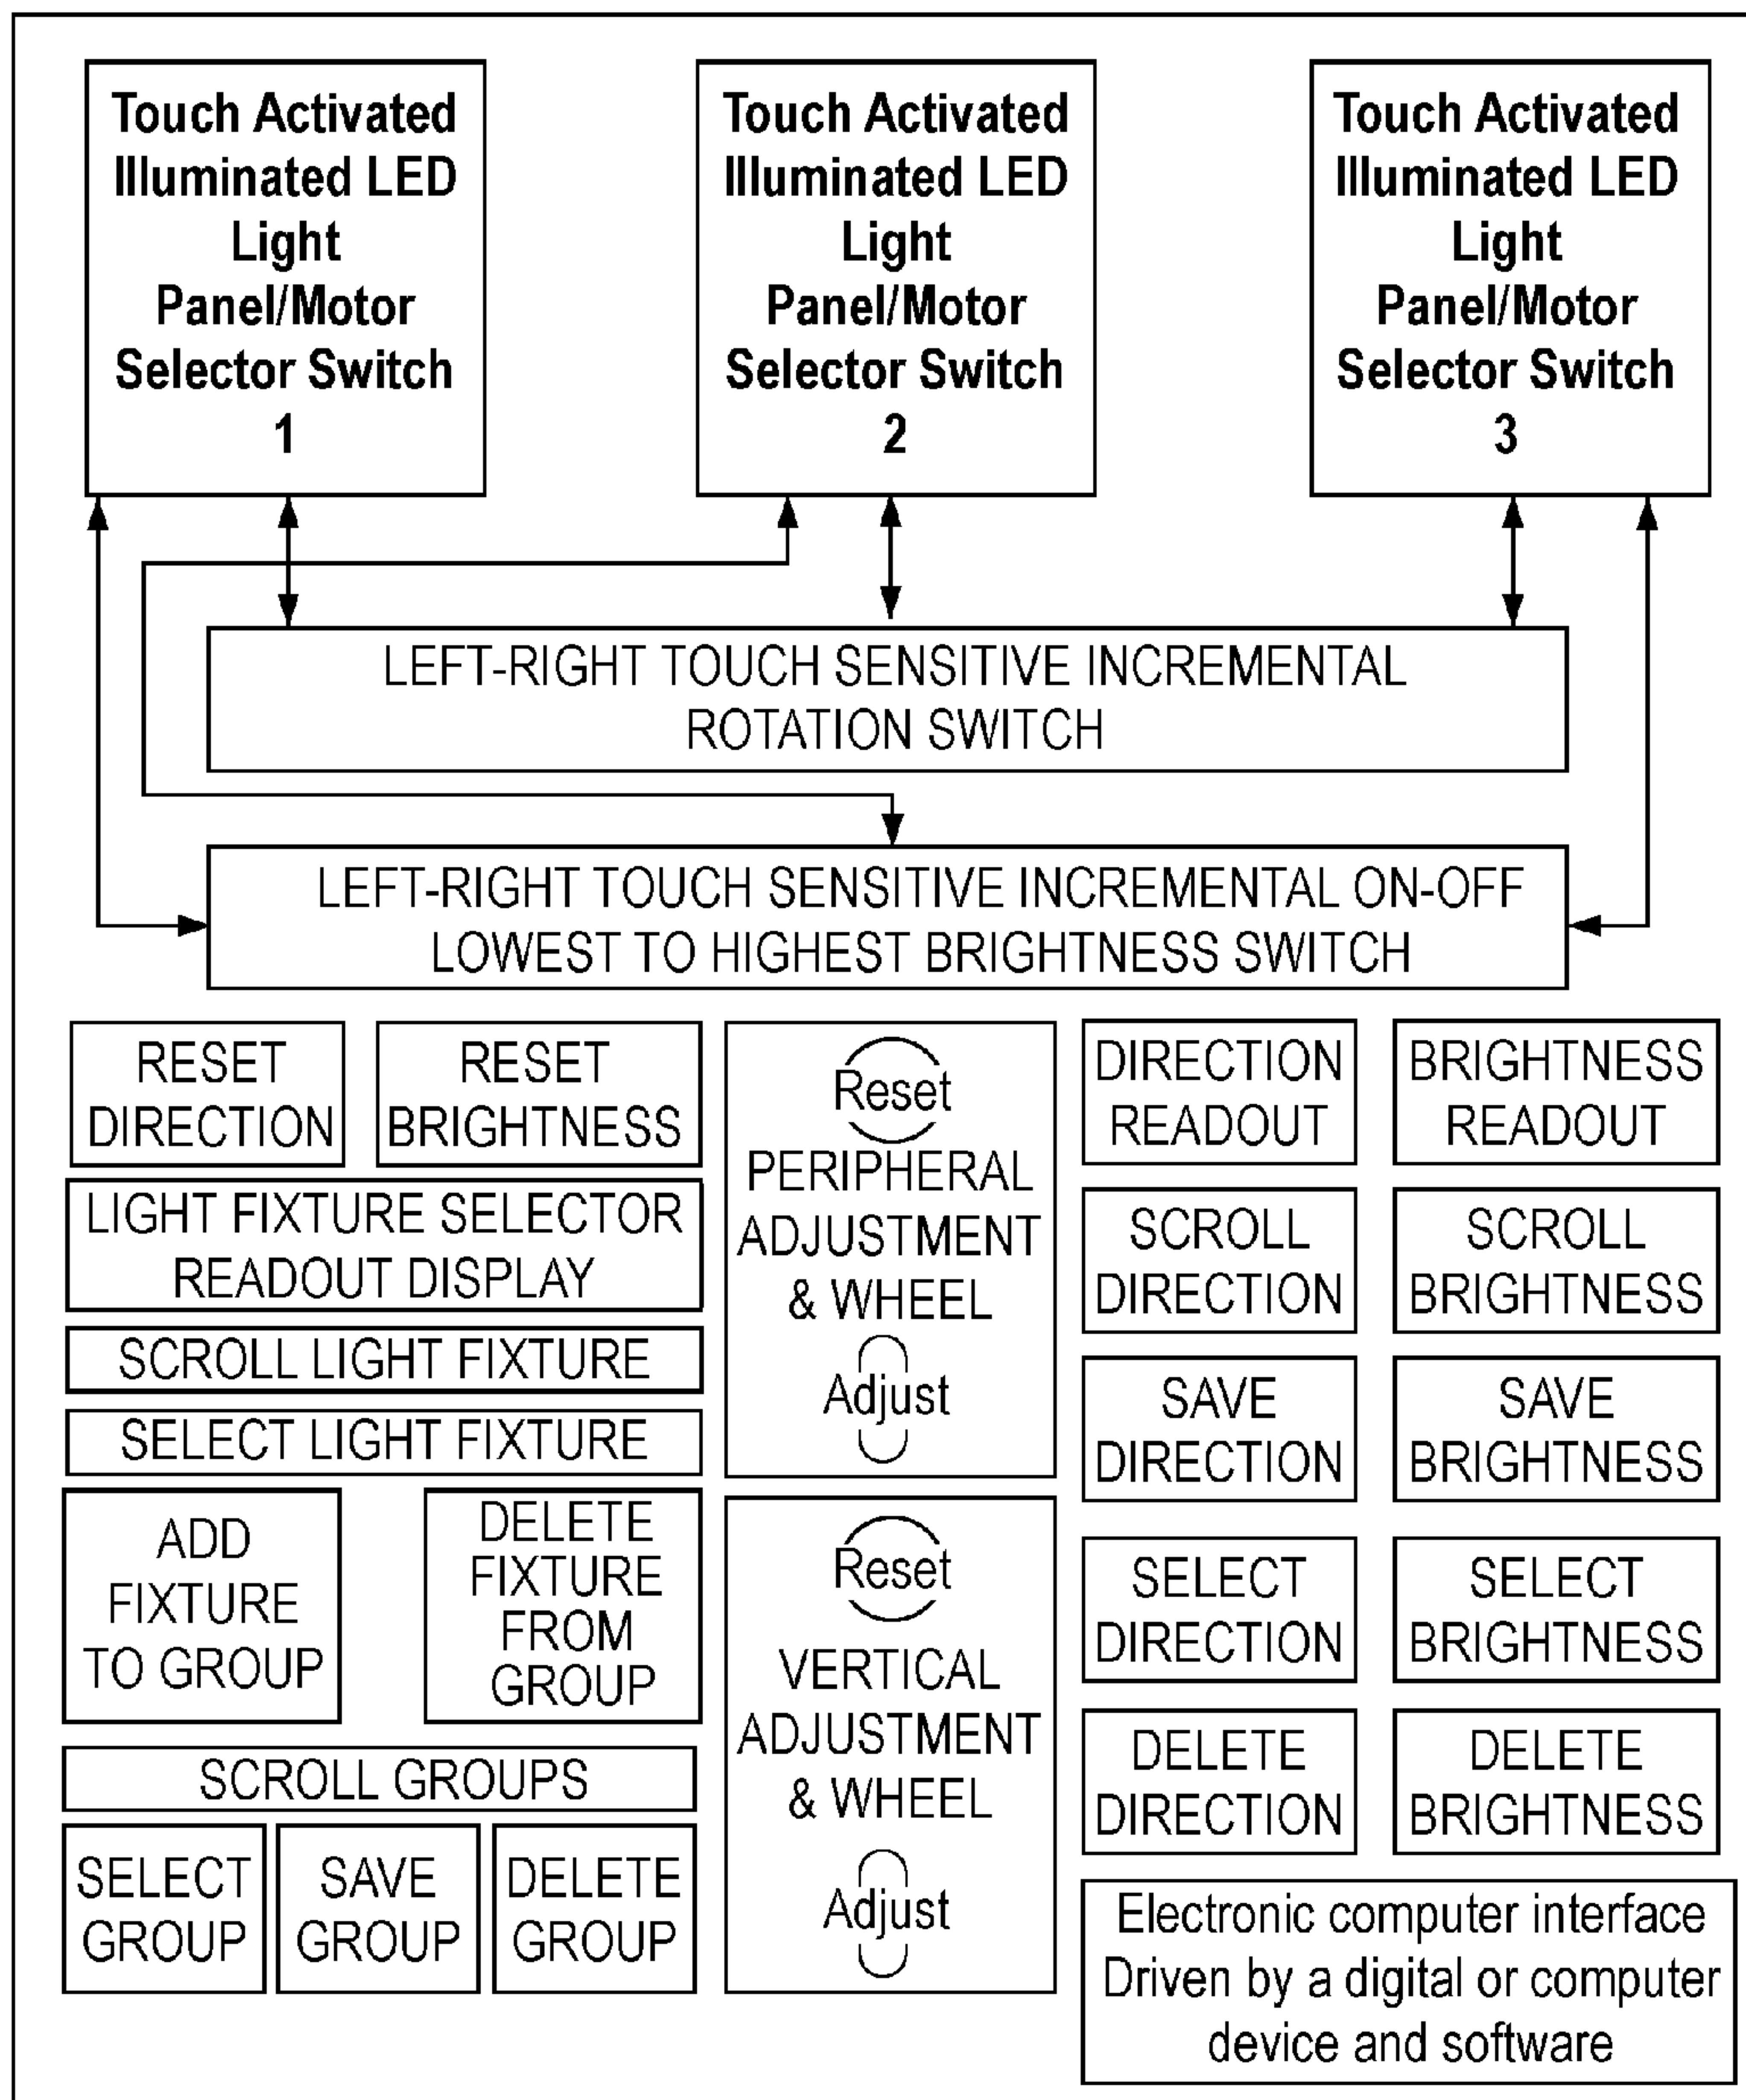 Touch Activated
Illuminated LED
Light
Panel/Motor
Selector Switch
1
Touch Activated
Illuminated LED
Light
Panel/Motor
Selector Switch
2
Touch Activated
Illuminated LED
Light
Panel/Motor
Selector Switch
3
LEFT-RIGHT TOUCH SENSITIVE INCREMENTAL
ROTATION SWITCH
LEFT-RIGHT TOUCH SENSITIVE INCREMENTAL ON-OFF
LOWEST TO HIGHEST BRIGHTNESS SWITCH
RESET
DIRECTION
RESET
BRIGHTNESS
LIGHT FIXTURE SELECTOR
READOUT DISPLAY
SCROLL LIGHT FIXTURE
SELECT LIGHT FIXTURE
ADD
FIXTURE
TO GROUP
DELETE
FIXTURE
FROM
GROUP
SCROLL GROUPS
SELECT
GROUP
SAVE
GROUP
DELETE
GROUP
Reset
PERIPHERAL
ADJUSTMENT
& WHEEL
Adjust
Reset
VERTICAL
ADJUSTMENT
& WHEEL
Adjust
DIRECTION
READOUT
BRIGHTNESS
READOUT
SCROLL
DIRECTION
SCROLL
BRIGHTNESS
SAVE
DIRECTION
SAVE
BRIGHTNESS
SELECT
DIRECTION
SELECT
BRIGHTNESS
DELETE
DIRECTION
DELETE
BRIGHTNESS
Electronic computer interface
Driven by a digital or computer
device and software